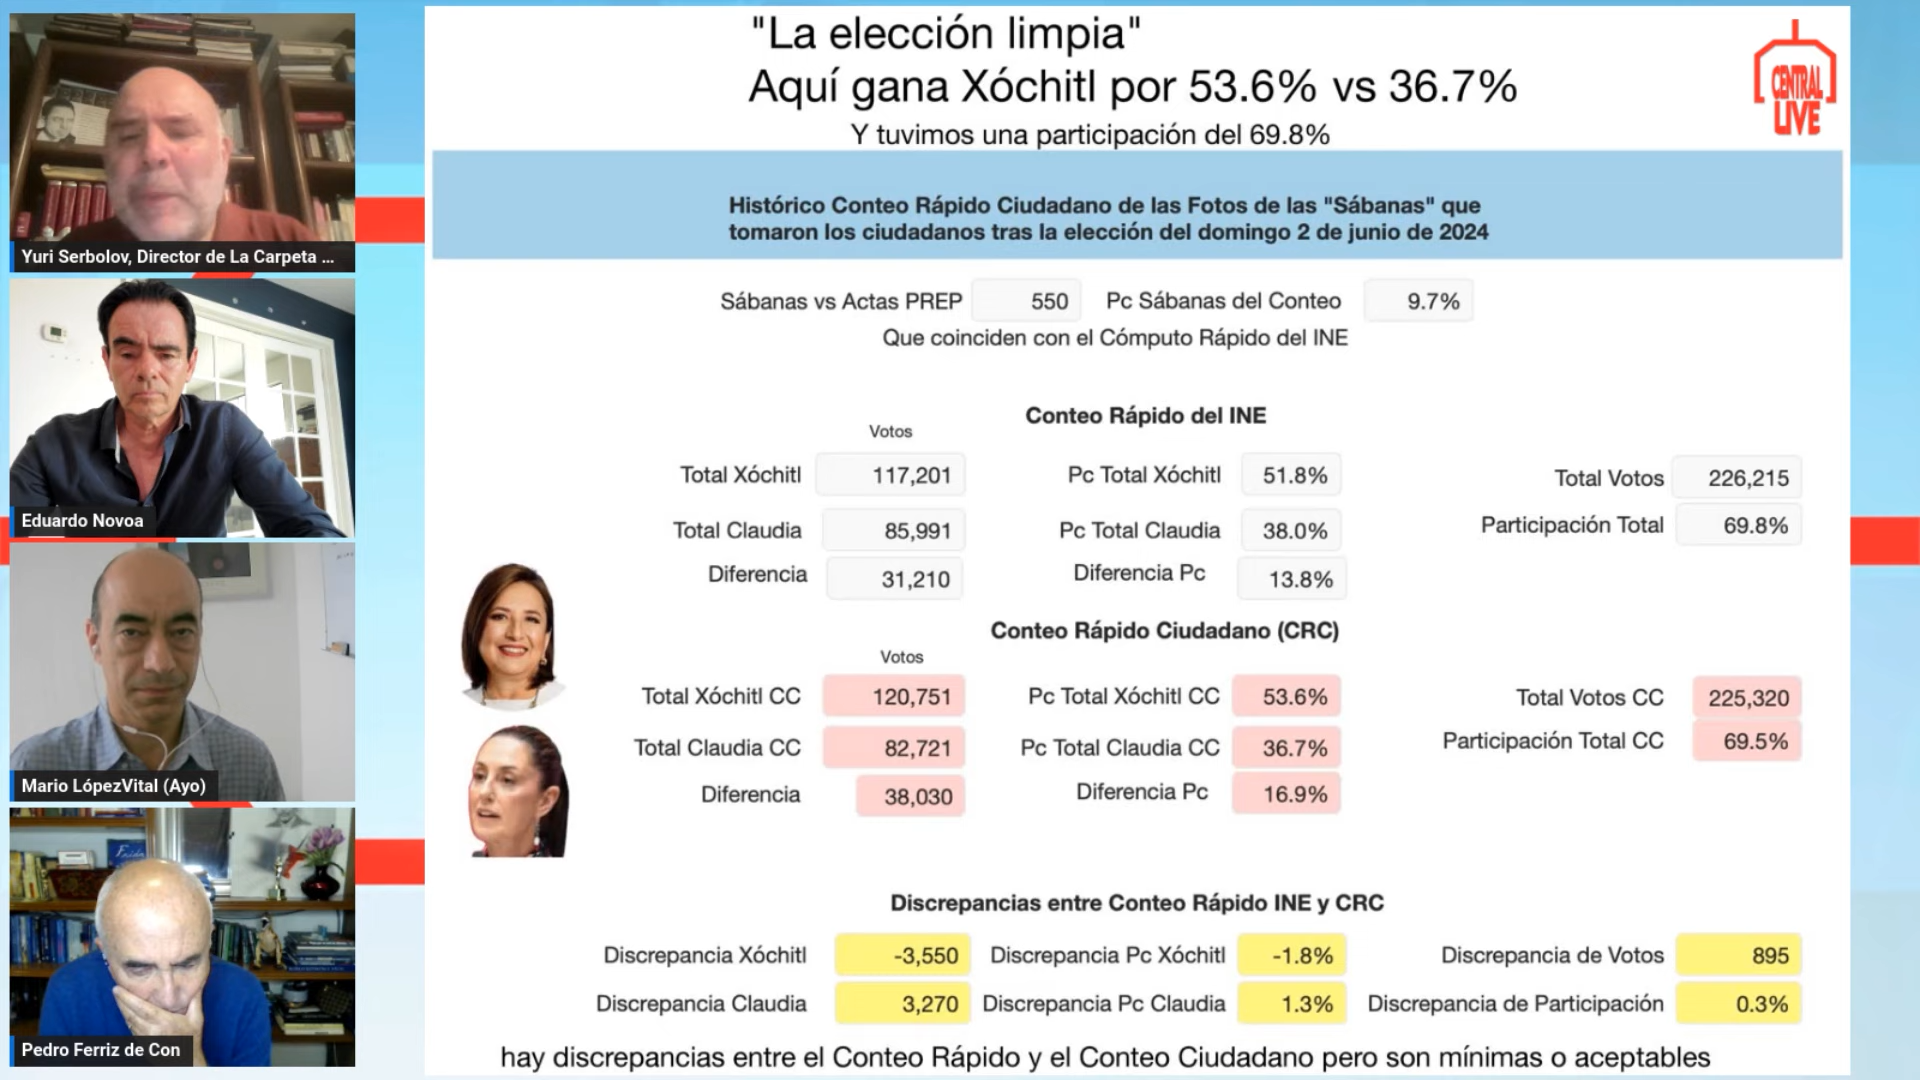 "La elección limpia"
Aquí gana Xóchitl por 53.6% vs 36.7%
Y tuvimos una participación del 69.8%
CENTRAL
LIVE
Histórico Conteo Rápido Ciudadano de las Fotos de las "Sábanas" que
tomaron los ciudadanos tras la elección del domingo 2 de junio de 2024
Sábanas vs Actas PREP 550 Pc Sábanas del Conteo 9.7%
Que coinciden con el Cómputo Rápido del INE
Conteo Rápido del INE
Votos
Total Xóchitl 117,201 Pc Total Xóchitl 51.8% Total Votos 226,215
Total Claudia 85,991 Pc Total Claudia 38.0% Participación Total 69.8%
Diferencia 31,210 Diferencia Pc 13.8%
Conteo Rápido Ciudadano (CRC)
Votos
Total Xóchitl CC 120,751 Pc Total Xóchitl CC 53.6% Total Votos CC 225,320
Total Claudia CC 82,721 Pc Total Claudia CC 36.7% Participación Total CC 69.5%
Diferencia 38,030 Diferencia Pc 16.9%
Discrepancias entre Conteo Rápido INE y CRC
Discrepancia Xóchitl -3,550 Discrepancia Pc Xóchitl -1.8% Discrepancia de Votos 895
Discrepancia Claudia 3,270 Discrepancia Pc Claudia 1.3% Discrepancia de Participación 0.3%
hay discrepancias entre el Conteo Rápido y el Conteo Ciudadano pero son mínimas o aceptables
Yuri Serbolov, Director de La Carpeta ...
Eduardo Novoa
Mario LópezVital (Ayo)
Pedro Ferriz de Con